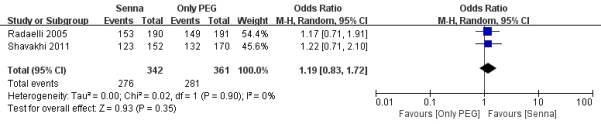 Senna Only PEG Odds Ratio Odds Ratio
Study or Subgroup Events Total Events Total Weight M-H, Random, 95% CI M-H, Random, 95% CI
Radaelli 2005 153 190 149 191 54.4% 1.17 [0.71, 1.91]
Shavakhi 2011 123 152 132 170 45.6% 1.22 [0.71, 2.10]
Total (95% CI) 342 361 100.0% 1.19 [0.83, 1.72]
Total events 276 281
Heterogeneity: Tau² = 0.00; Chi² = 0.02, df = 1 (P = 0.90); I² = 0%
Test for overall effect: Z = 0.93 (P = 0.35)
0.01 0.1 1 10 100
Favours [Only PEG] Favours [Senna]